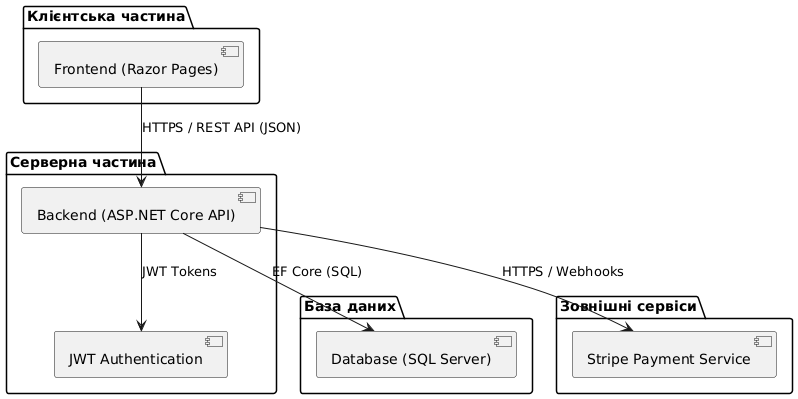 Клієнтська частина
Frontend (Razor Pages)
HTTPS / REST API (JSON)
Серверна частина
Backend (ASP.NET Core API)
JWT Tokens
EF Core (SQL)
HTTPS / Webhooks
База даних
Зовнішні сервіси
JWT Authentication
Database (SQL Server)
Stripe Payment Service